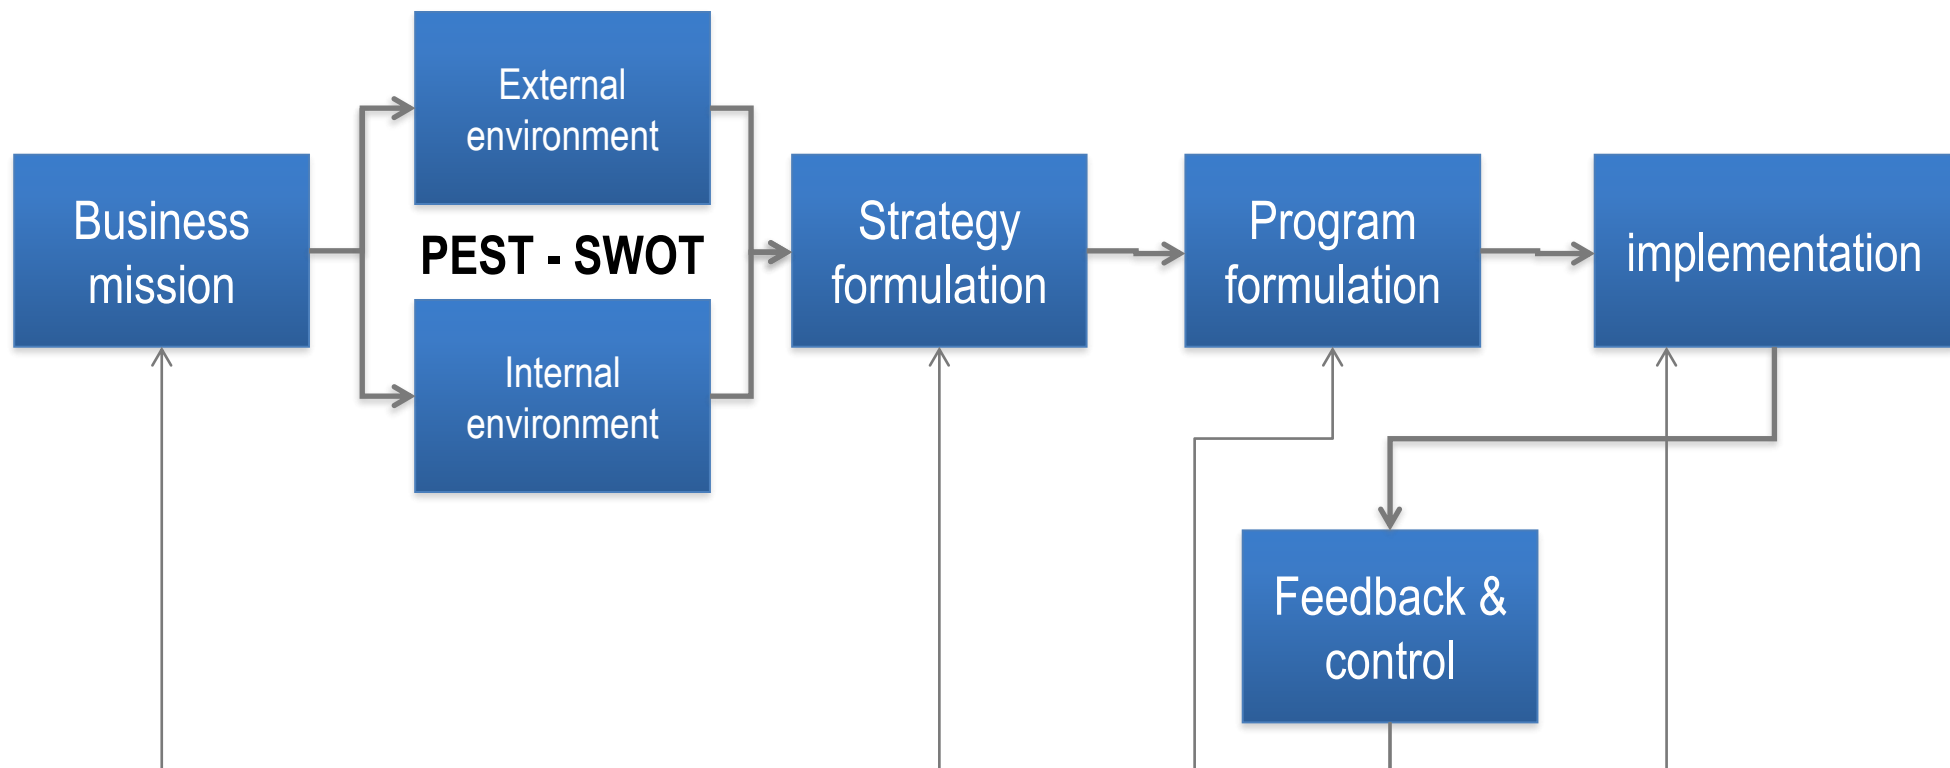 Business
mission
External
environment
PEST - SWOT
Internal
environment
Strategy
formulation
Program
formulation
implementation
Feedback &
control